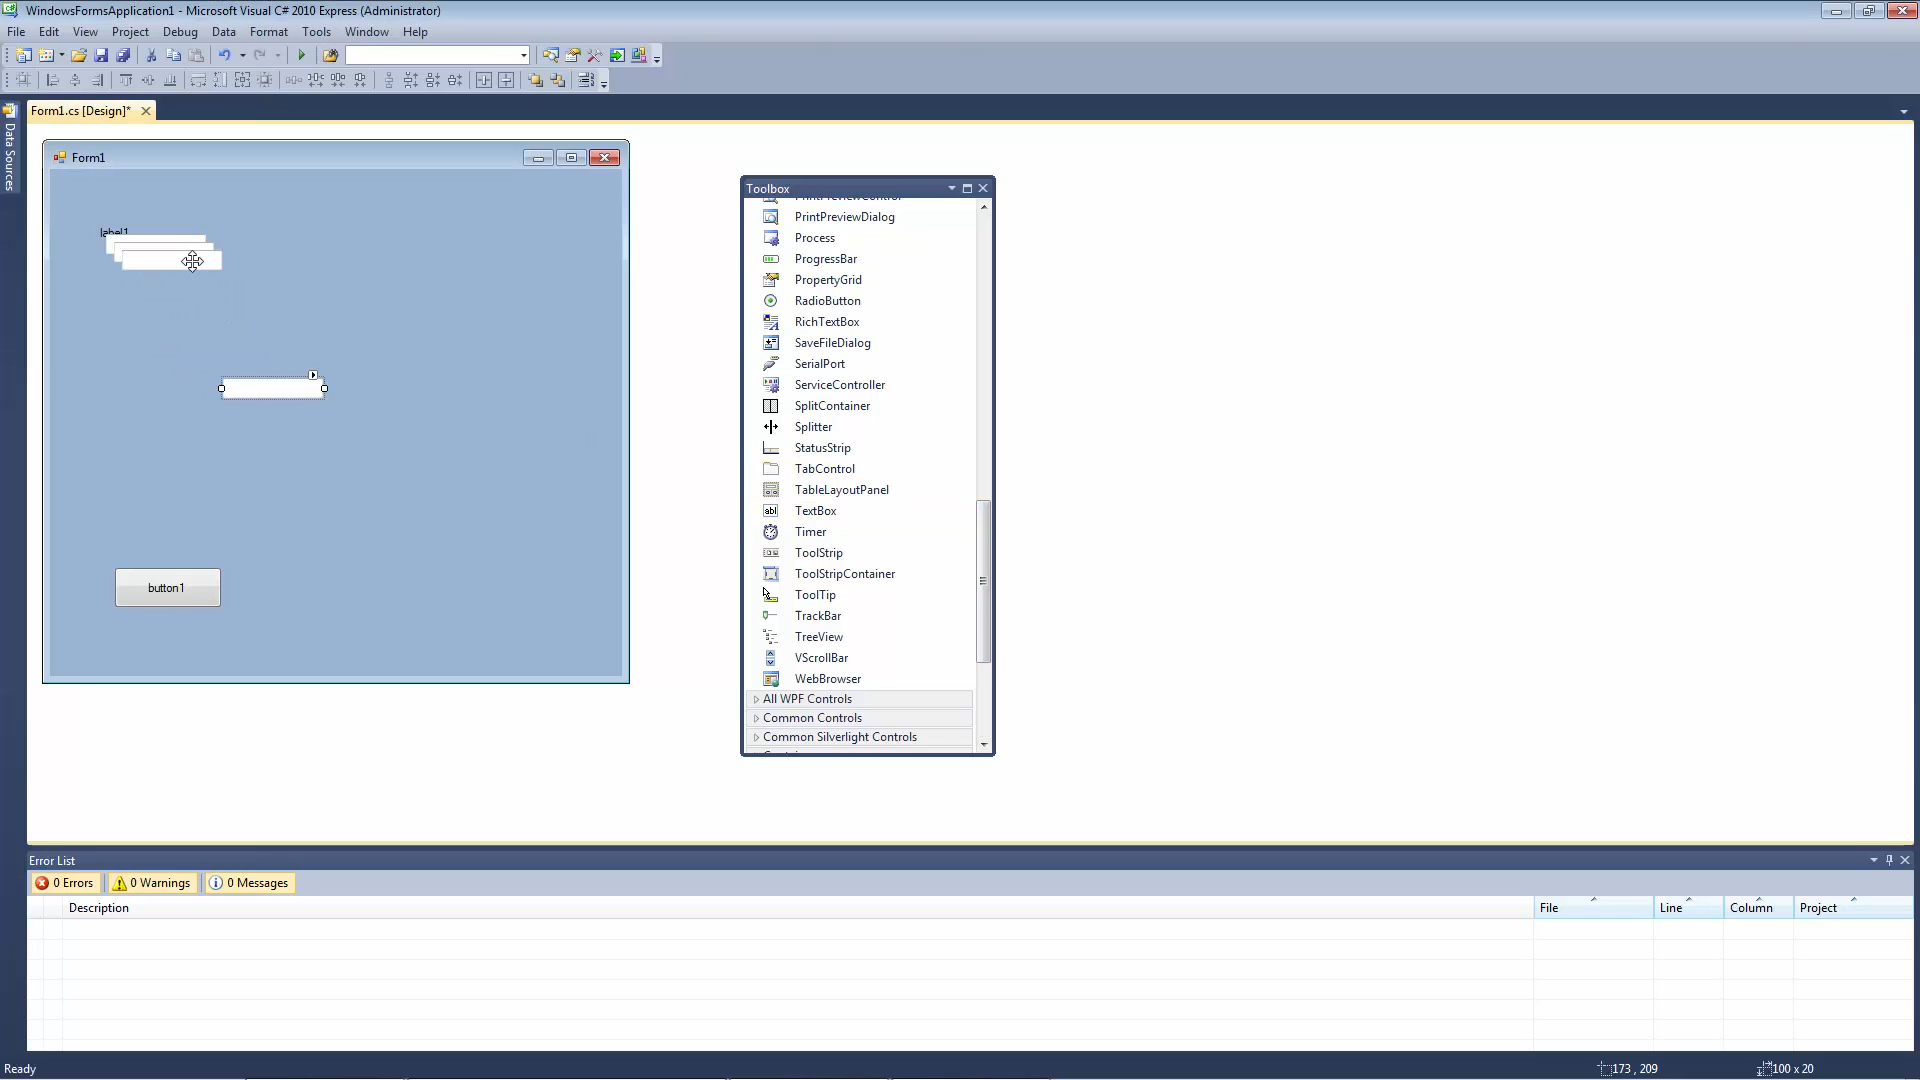 WindowsFormsApplication1 - Microsoft Visual C# 2010 Express (Administrator)
File Edit View Project Debug Data Format Tools Window Help
Form1.cs [Design]*
Data Sources
Form1
label1
button1
Toolbox
PrintPreviewControl
PrintPreviewDialog
Process
ProgressBar
PropertyGrid
RadioButton
RichTextBox
SaveFileDialog
SerialPort
ServiceController
SplitContainer
Splitter
StatusStrip
TabControl
TableLayoutPanel
abl TextBox
Timer
ToolStrip
ToolStripContainer
ToolTip
TrackBar
TreeView
VScrollBar
WebBrowser
All WPF Controls
Common Controls
Common Silverlight Controls
Error List
0 Errors 0 Warnings 0 Messages
Description File Line Column Project
Ready 173 , 209 100 x 20